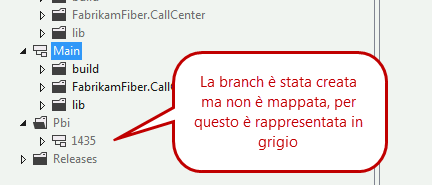 build
FabrikamFiber.CallCenter
lib
Main
build
FabrikamFiber.Call
lib
Pbi
1435
Releases
La branch è stata creata
ma non è mappata, per
questo è rappresentata in
grigio